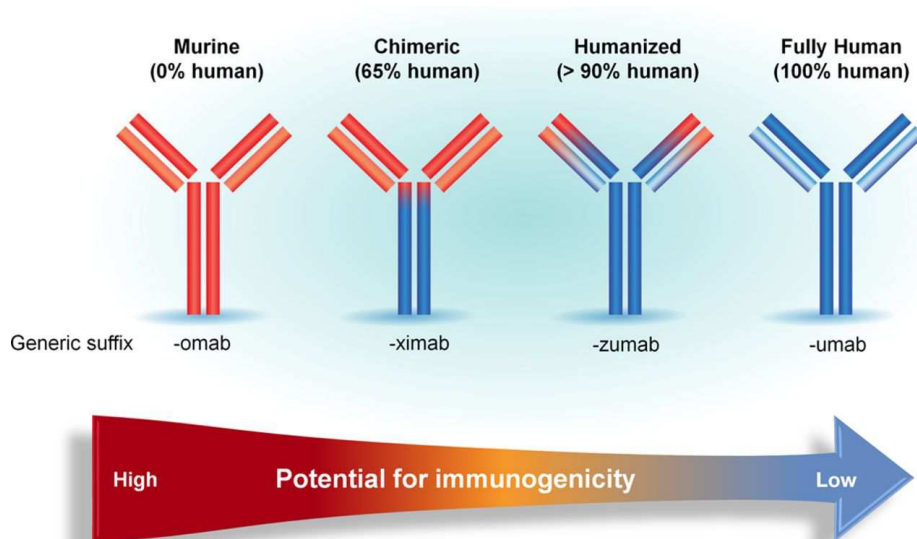 Murine
(0% human)
Chimeric
(65% human)
Humanized
(> 90% human)
Fully Human
(100% human)
Generic suffix
-omab
-ximab
-zumab
-umab
High
Potential for immunogenicity
Low